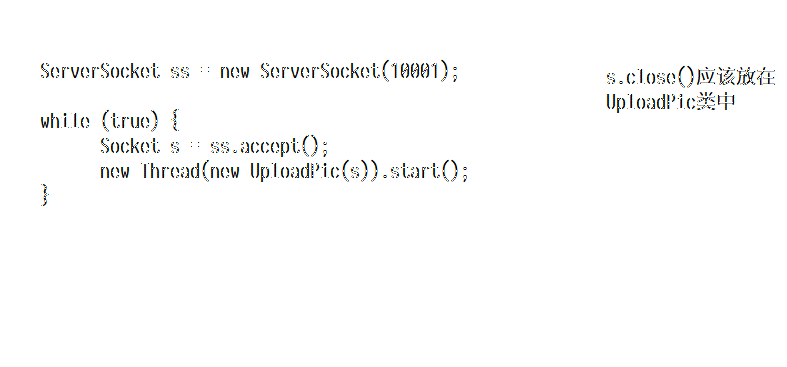 ServerSocket ss = new ServerSocket(10001);
while (true) {
Socket s = ss.accept();
new Thread(new UploadPic(s)).start();
}
s.close()应该放在
UploadPic类中